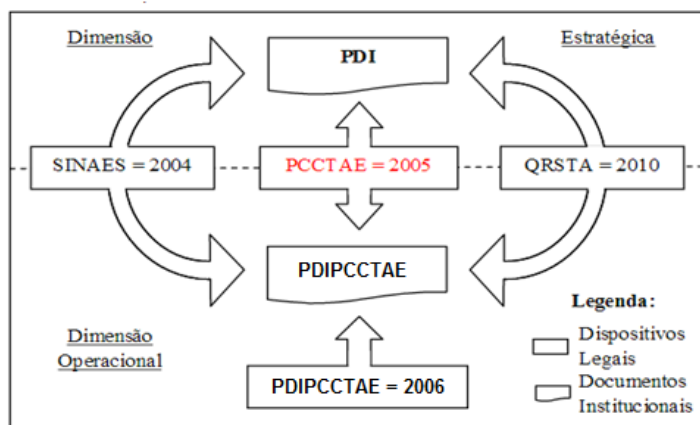 Dimensão
PDI
Estratégica
SINAES = 2004
PCCTAE = 2005
QRSTA = 2010
PDIPCCTAE
Legenda:
Dimensão
Operacional
Dispositivos
Legais
PDIPCCTAE = 2006
Documentos
Institucionais